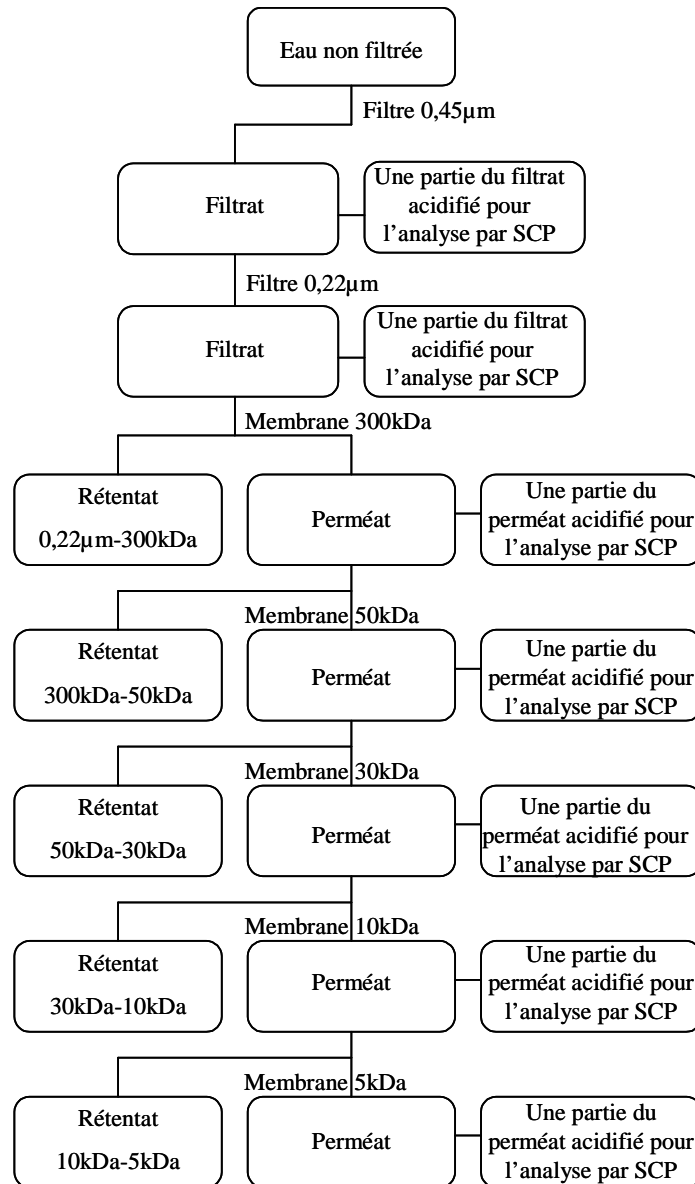 Eau non filtrée
Filtre 0,45µm
Filtrat
Une partie du filtrat
acidifié pour
l'analyse par SCP
Filtre 0,22µm
Filtrat
Une partie du filtrat
acidifié pour
l'analyse par SCP
Membrane 300kDa
Rétentat
0,22µm-300kDa
Perméat
Une partie du
perméat acidifié pour
l'analyse par SCP
Membrane 50kDa
Rétentat
300kDa-50kDa
Perméat
Une partie du
perméat acidifié pour
l'analyse par SCP
Membrane 30kDa
Rétentat
50kDa-30kDa
Perméat
Une partie du
perméat acidifié pour
l'analyse par SCP
Membrane 10kDa
Rétentat
30kDa-10kDa
Perméat
Une partie du
perméat acidifié pour
l'analyse par SCP
Membrane 5kDa
Rétentat
10kDa-5kDa
Perméat
Une partie du
perméat acidifié pour
l'analyse par SCP